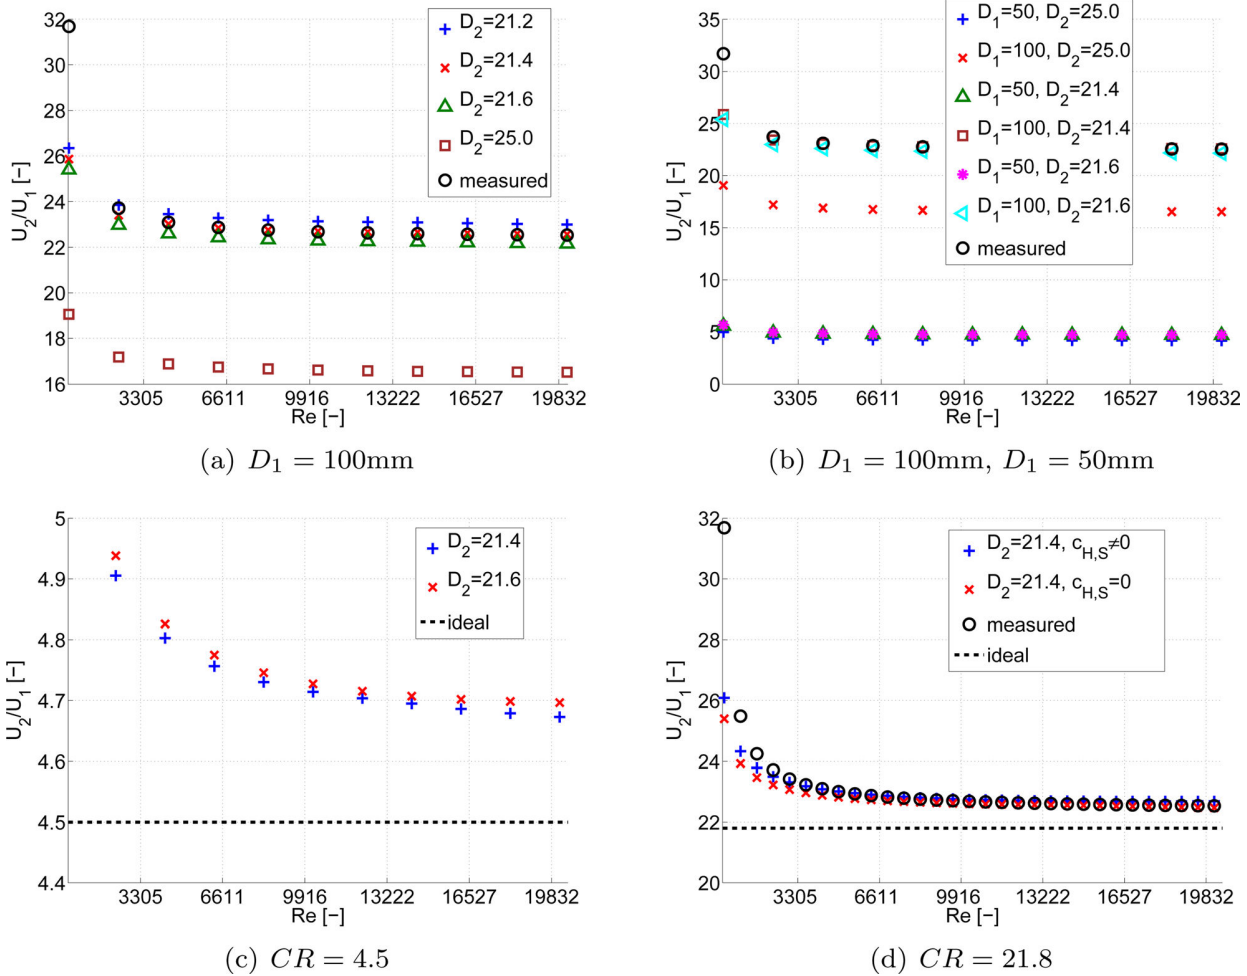 32
30
28
26
24
22
20
18
16
U2/U1 [−]
D2=21.2
D2=21.4
D2=21.6
D2=25.0
measured
3305 6611 9916 13222 16527 19832
Re [−]
(a) D1 = 100mm
35
30
25
20
15
10
5
0
U2/U1 [−]
D1=50, D2=25.0
D1=100, D2=25.0
D1=50, D2=21.4
D1=100, D2=21.4
D1=50, D2=21.6
D1=100, D2=21.6
measured
3305 6611 9916 13222 16527 19832
Re [−]
(b) D1 = 100mm, D1 = 50mm
5
4.9
4.8
4.7
4.6
4.5
4.4
U2/U1 [−]
D2=21.4
D2=21.6
ideal
3305 6611 9916 13222 16527 19832
Re [−]
(c) CR = 4.5
32
30
28
26
24
22
20
U2/U1 [−]
D2=21.4, cH,S≠0
D2=21.4, cH,S=0
measured
ideal
3305 6611 9916 13222 16527 19832
Re [−]
(d) CR = 21.8